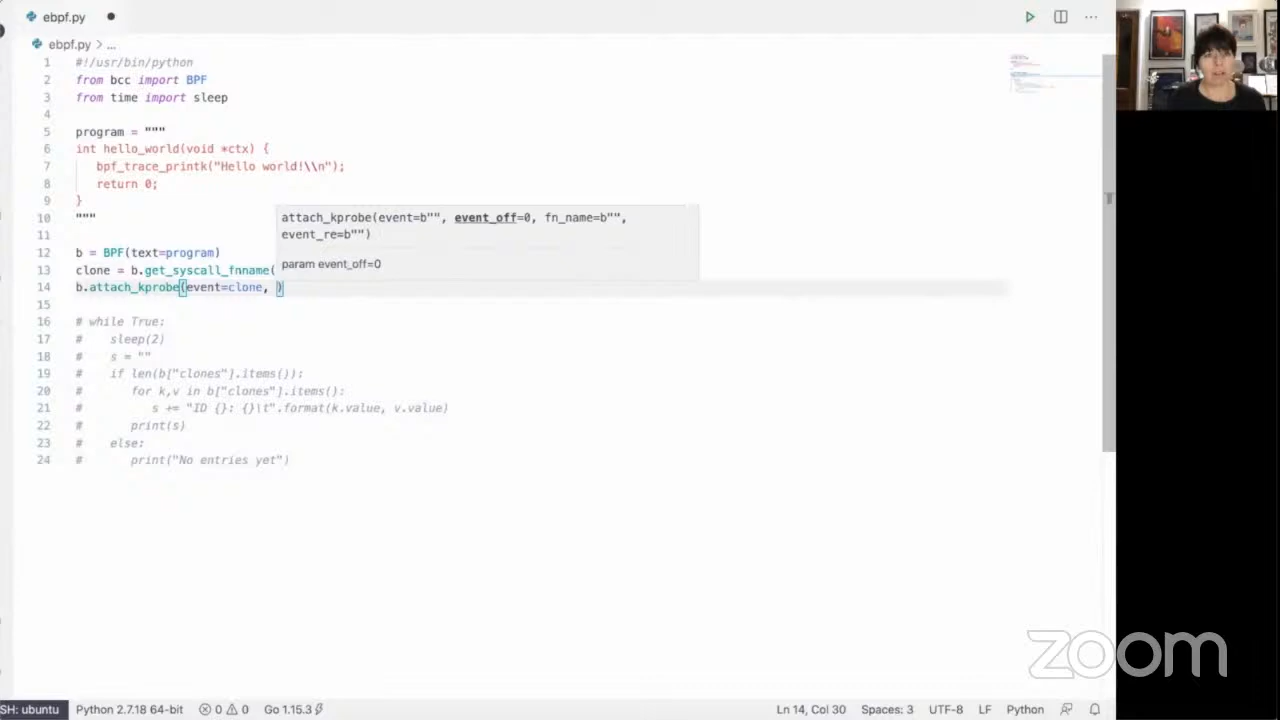 ebpf.py
ebpf.py > ...
1 #!/usr/bin/python
2 from bcc import BPF
3 from time import sleep
4
5 program = """
6 int hello_world(void *ctx) {
7 bpf_trace_printk("Hello world!\\n");
8 return 0;
9 }
10 """
11
12 b = BPF(text=program)
13 clone = b.get_syscall_fnname(
14 b.attach_kprobe(event=clone, )
attach_kprobe(event=b"", event_off=0, fn_name=b"",
event_re=b"")
param event_off=0
15
16 # while True:
17 # sleep(2)
18 # s = ""
19 # if len(b["clones"].items()):
20 # for k,v in b["clones"].items():
21 # s += "ID {}: {}\t".format(k.value, v.value)
22 # print(s)
23 # else:
24 # print("No entries yet")
zoom
SH: ubuntu Python 2.7.18 64-bit 0 0 Go 1.15.3 Ln 14, Col 30 Spaces: 3 UTF-8 LF Python